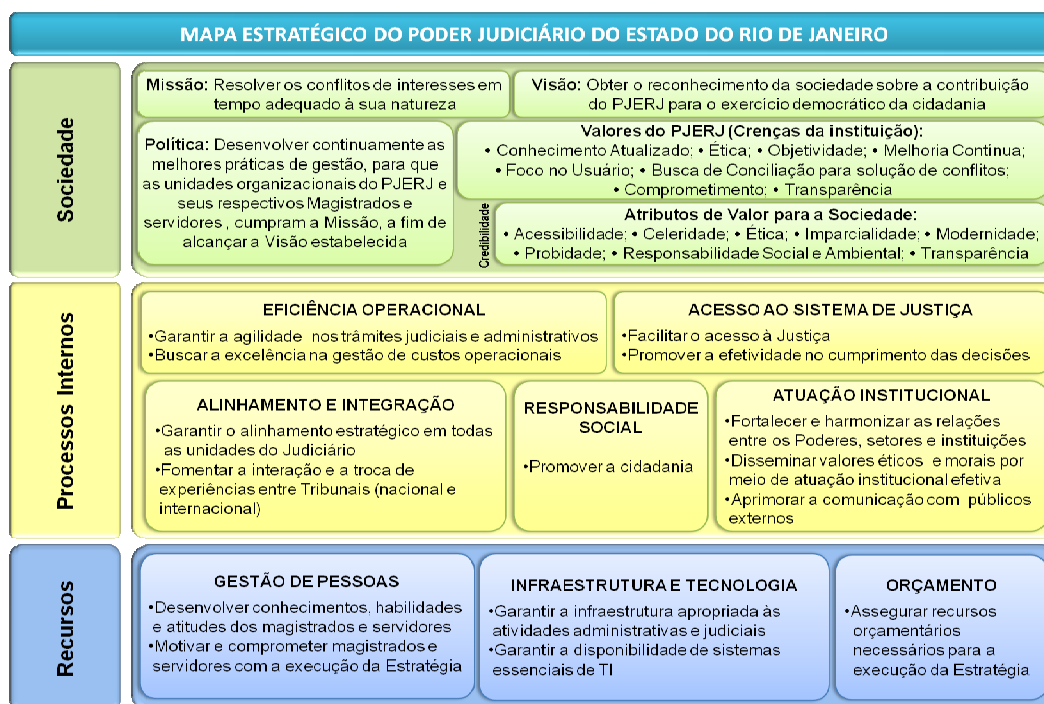 MAPA ESTRATÉGICO DO PODER JUDICIÁRIO DO ESTADO DO RIO DE JANEIRO
Sociedade
Missão: Resolver os conflitos de interesses em
tempo adequado à sua natureza
Visão: Obter o reconhecimento da sociedade sobre a contribuição
do PJERJ para o exercício democrático da cidadania
Política: Desenvolver continuamente as
melhores práticas de gestão, para que
as unidades organizacionais do PJERJ e
seus respectivos Magistrados e
servidores , cumpram a Missão, a fim de
alcançar a Visão estabelecida
Valores do PJERJ (Crenças da instituição):
• Conhecimento Atualizado; • Ética; • Objetividade; • Melhoria Contínua;
• Foco no Usuário; • Busca de Conciliação para solução de conflitos;
• Comprometimento; • Transparência
Credibilidade
Atributos de Valor para a Sociedade:
• Acessibilidade; • Celeridade; • Ética; • Imparcialidade; • Modernidade;
• Probidade; • Responsabilidade Social e Ambiental; • Transparência
Processos Internos
EFICIÊNCIA OPERACIONAL
•Garantir a agilidade nos trâmites judiciais e administrativos
•Buscar a excelência na gestão de custos operacionais
ACESSO AO SISTEMA DE JUSTIÇA
•Facilitar o acesso à Justiça
•Promover a efetividade no cumprimento das decisões
ALINHAMENTO E INTEGRAÇÃO
•Garantir o alinhamento estratégico em todas
as unidades do Judiciário
•Fomentar a interação e a troca de
experiências entre Tribunais (nacional e
internacional)
RESPONSABILIDADE
SOCIAL
•Promover a cidadania
ATUAÇÃO INSTITUCIONAL
•Fortalecer e harmonizar as relações
entre os Poderes, setores e instituições
•Disseminar valores éticos e morais por
meio de atuação institucional efetiva
•Aprimorar a comunicação com públicos
externos
Recursos
GESTÃO DE PESSOAS
•Desenvolver conhecimentos, habilidades
e atitudes dos magistrados e servidores
•Motivar e comprometer magistrados e
servidores com a execução da Estratégia
INFRAESTRUTURA E TECNOLOGIA
•Garantir a infraestrutura apropriada às
atividades administrativas e judiciais
•Garantir a disponibilidade de sistemas
essenciais de TI
ORÇAMENTO
•Assegurar recursos
orçamentários
necessários para a
execução da Estratégia